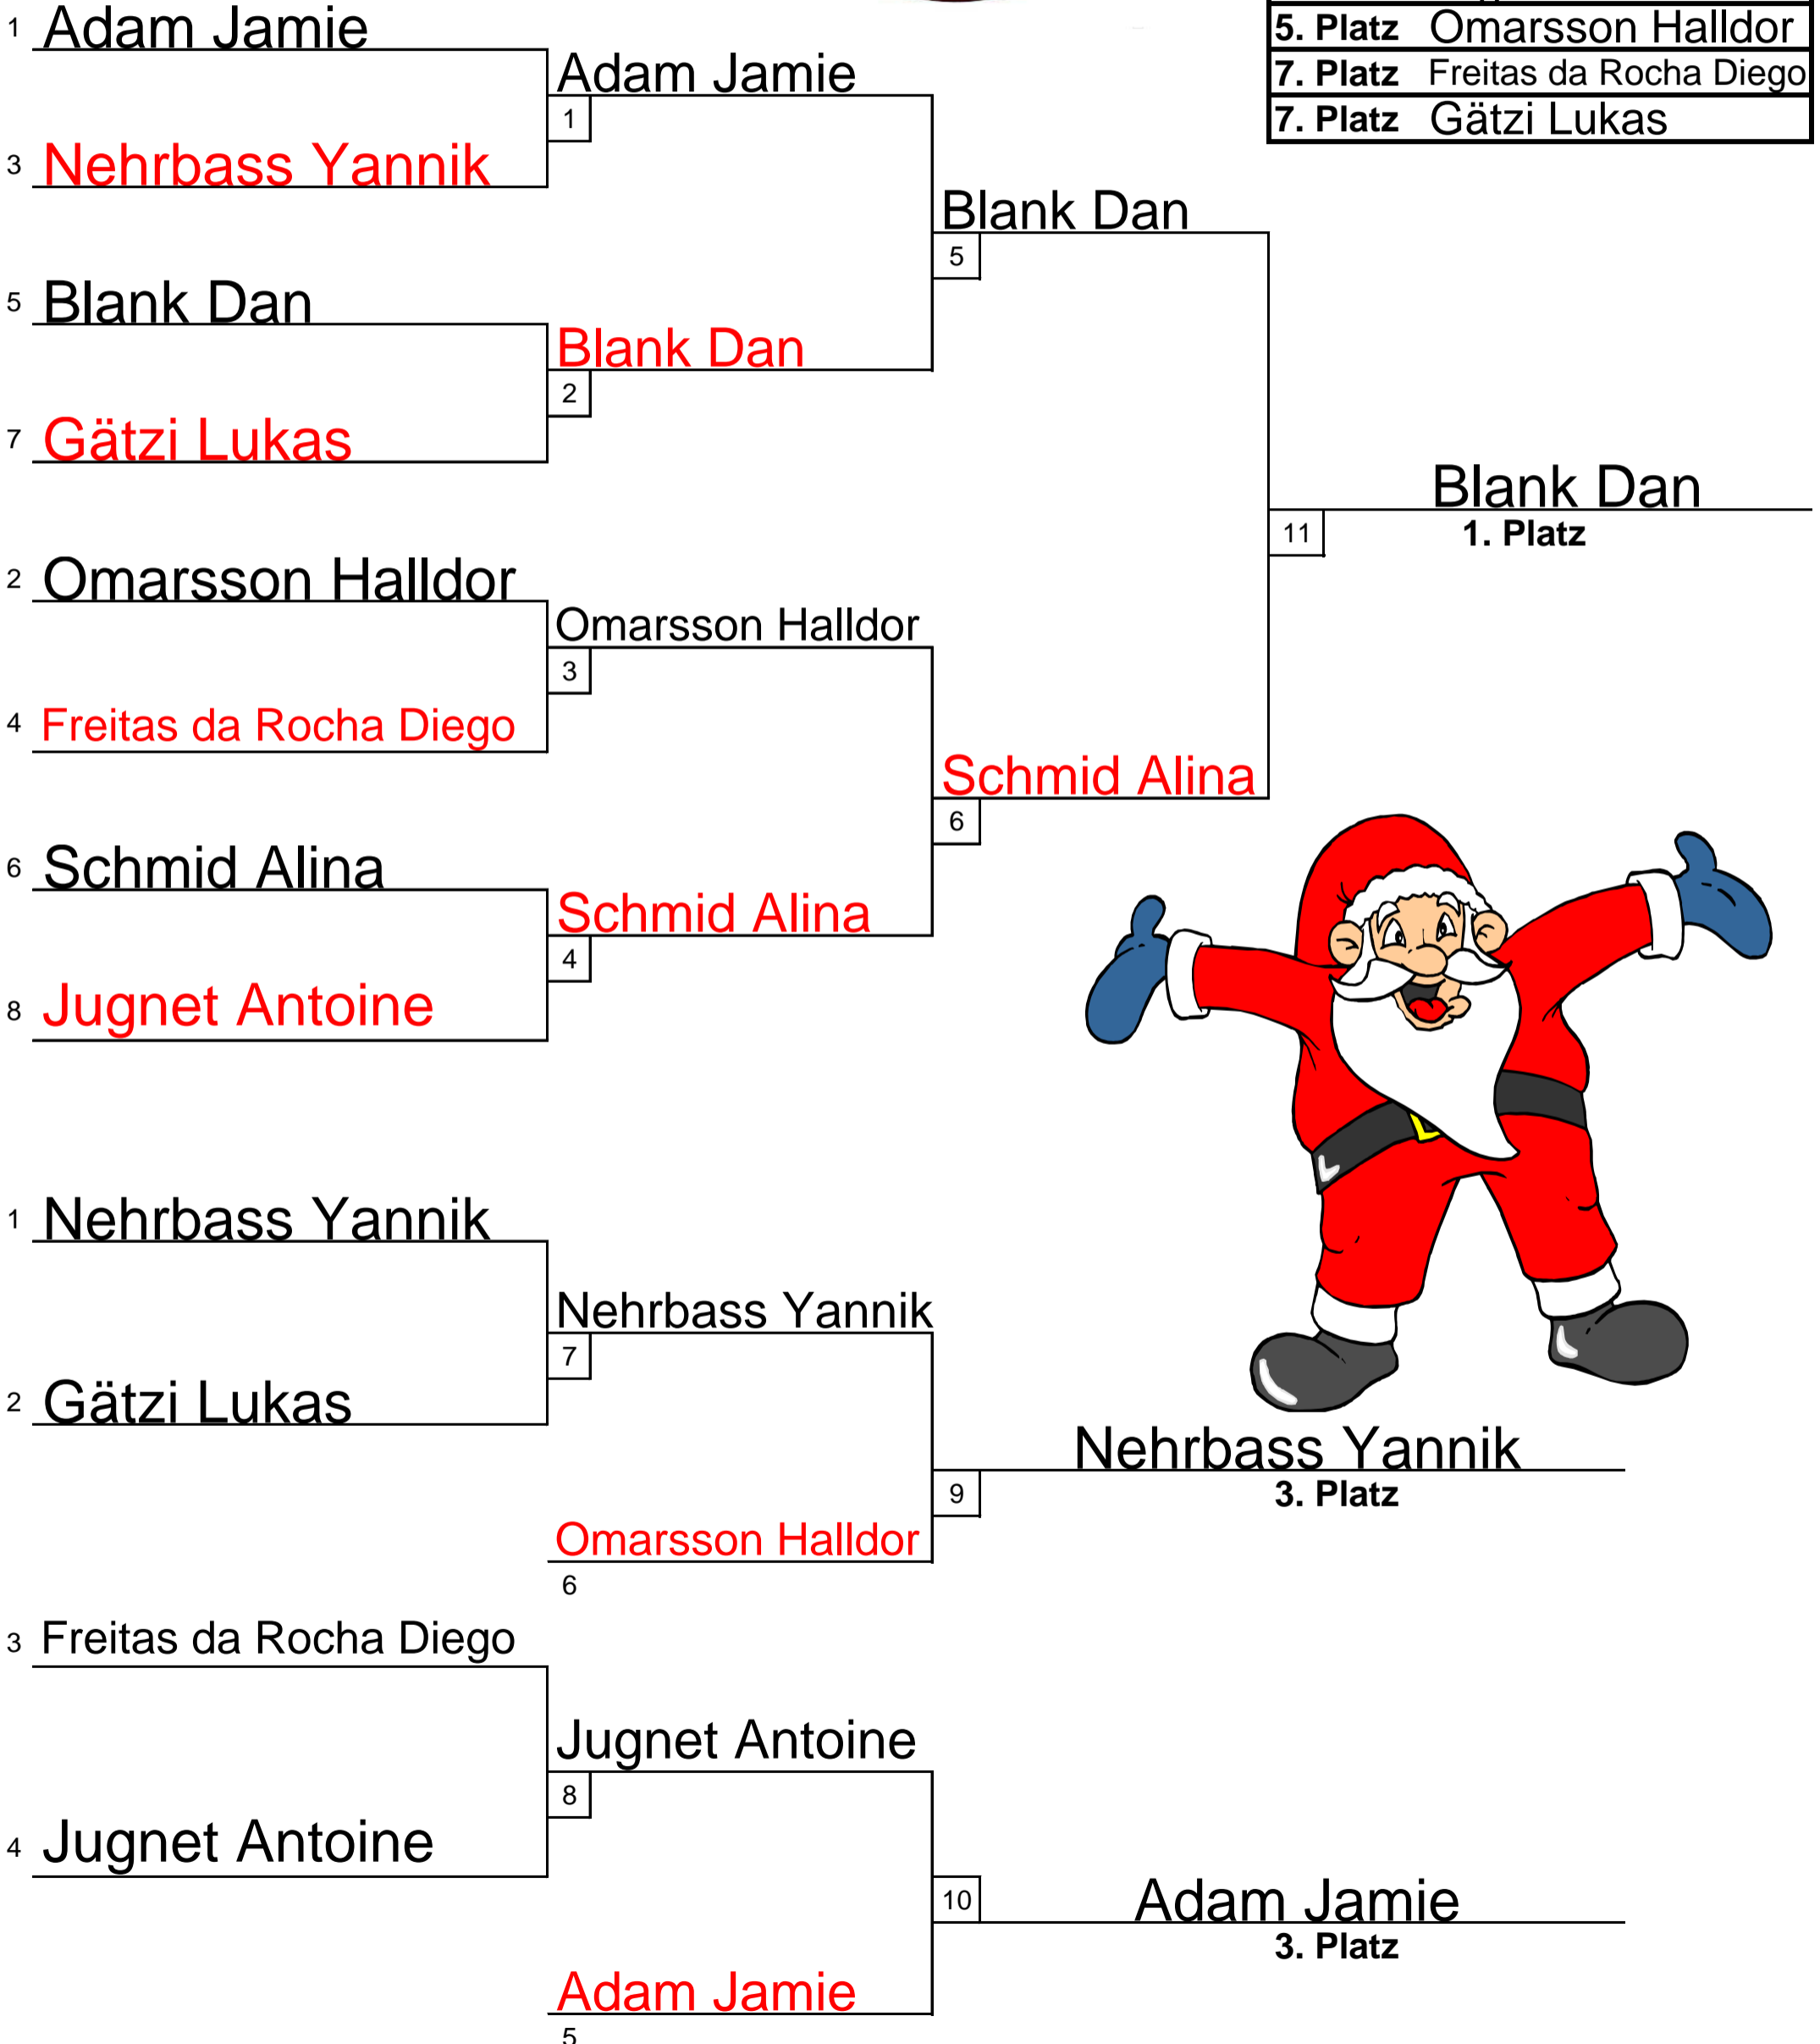 5. Platz Omarsson Halldor
7. Platz Freitas da Rocha Diego
7. Platz Gätzi Lukas
1 Adam Jamie
Adam Jamie
1
3 Nehrbass Yannik
Blank Dan
5
5 Blank Dan
Blank Dan
2
7 Gätzi Lukas
Blank Dan
11
1. Platz
2 Omarsson Halldor
Omarsson Halldor
3
4 Freitas da Rocha Diego
Schmid Alina
6
6 Schmid Alina
Schmid Alina
4
8 Jugnet Antoine
1 Nehrbass Yannik
Nehrbass Yannik
7
2 Gätzi Lukas
Nehrbass Yannik
9
3. Platz
Omarsson Halldor
6
3 Freitas da Rocha Diego
Jugnet Antoine
8
4 Jugnet Antoine
10
Adam Jamie
3. Platz
Adam Jamie
5